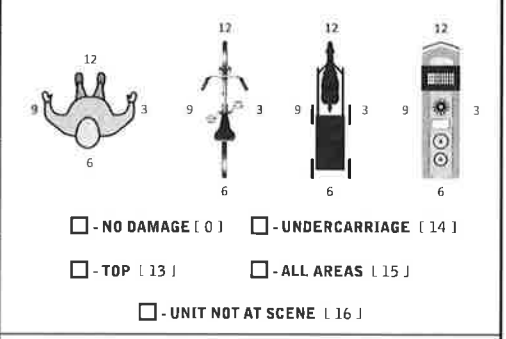 12 12 12
12
9 3 9 3 9 3 9 3
6
6 6 6
☐ - NO DAMAGE [ 0 ] ☐ - UNDERCARRIAGE [ 14 ]
☐ - TOP [ 13 ] ☐ - ALL AREAS [ 15 ]
☐ - UNIT NOT AT SCENE [ 16 ]